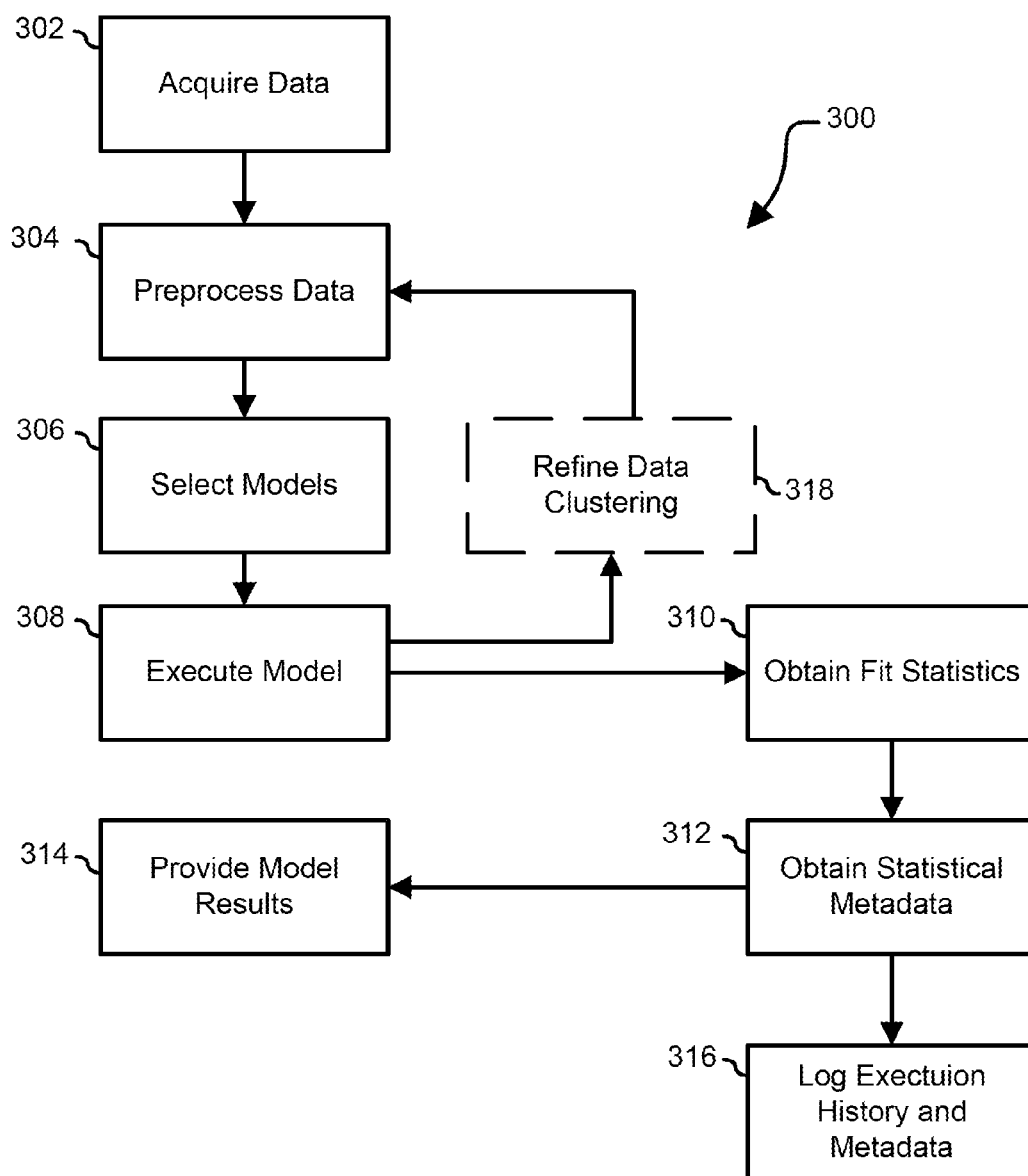 302
Acquire Data
300
304
Preprocess Data
306
Select Models
Refine Data
Clustering
318
308
Execute Model
310
Obtain Fit Statistics
314
Provide Model
Results
312
Obtain Statistical
Metadata
316
Log Exectuion
History and
Metadata